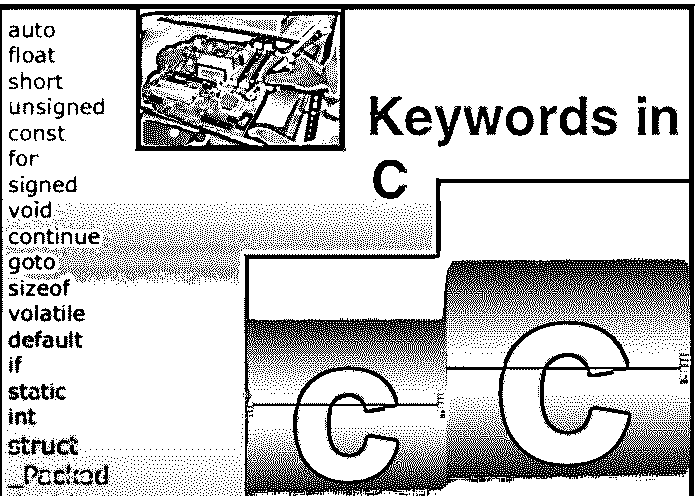 auto
float
short
unsigned
const
for
signed
void
continue
goto
sizeof
volatile
default
if
static
int
struct
_Packed
Keywords in
C
C
C